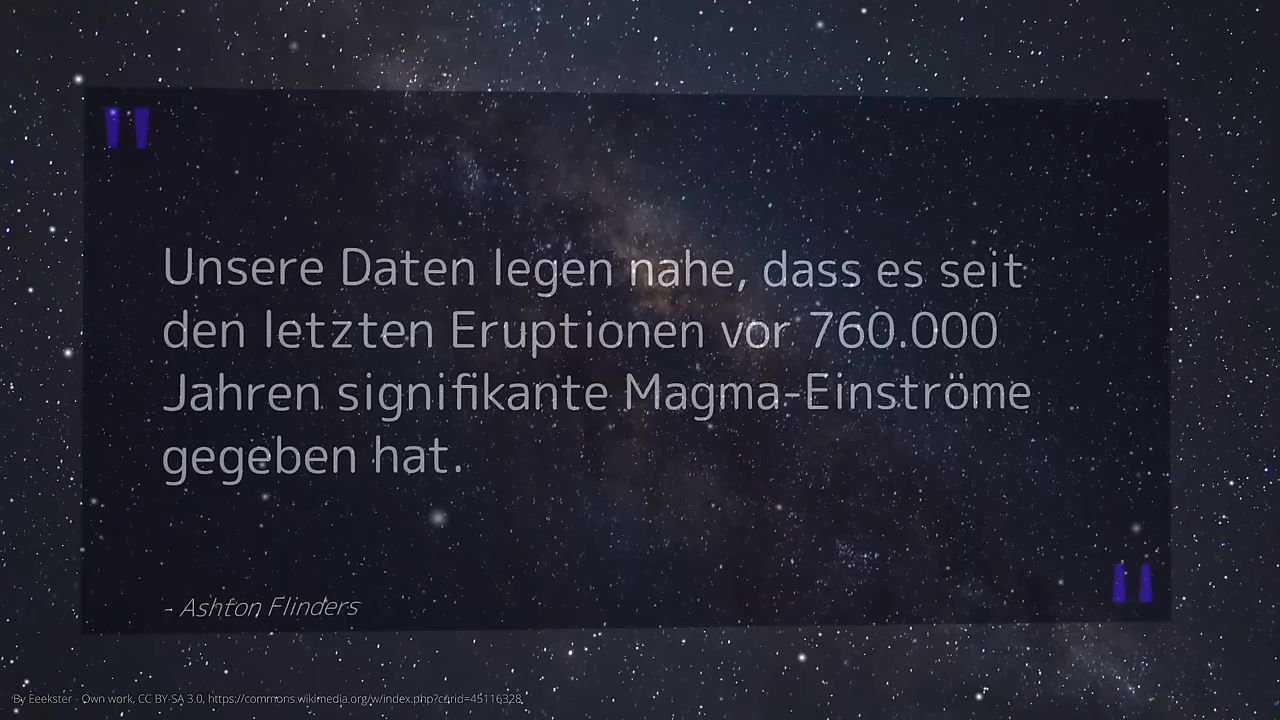 "
Unsere Daten legen nahe, dass es seit
den letzten Eruptionen vor 760.000
Jahren signifikante Magma-Einströme
gegeben hat.
"
- Ashton Flinders
By Eeekster - Own work, CC BY-SA 3.0, https://commons.wikimedia.org/w/index.php?curid=45116328